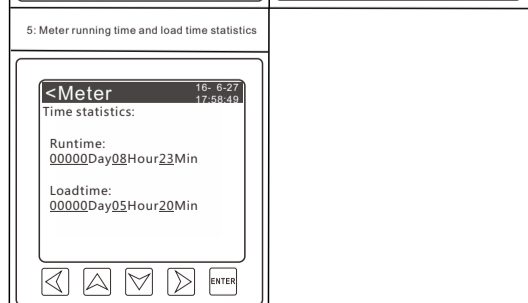 5: Meter running time and load time statistics
<Meter
16- 6-27
17:58:49
Time statistics:
Runtime:
00000Day08Hour23Min
Loadtime:
00000Day05Hour20Min
ENTER